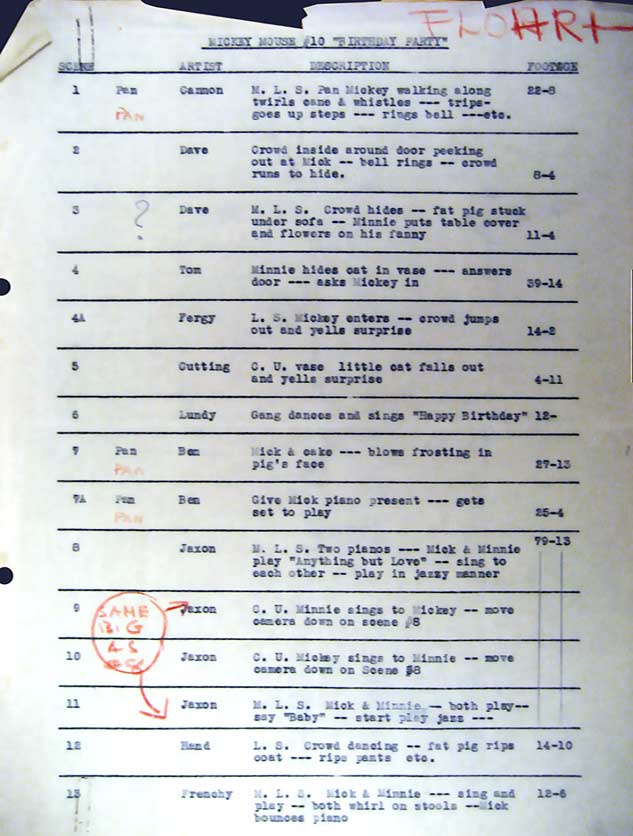 FLOHRI
MICKEY MOUSE #10 "BIRTHDAY PARTY"
SCENE ARTIST DESCRIPTION FOOTAGE
1 Pan Cannon M. L. S. Pan Mickey walking along 22-8
PAN twirls cane & whistles --- trips-
goes up steps --- rings bell ---etc.
2 Dave Crowd inside around door peeking
out at Mick -- bell rings -- crowd
runs to hide. 8-4
3 ? Dave M. L. S. Crowd hides -- fat pig stuck
under sofa -- Minnie puts table cover
and flowers on his fanny 11-4
4 Tom Minnie hides cat in vase --- answers
door --- asks Mickey in 39-14
4A Fergy L. S. Mickey enters -- crowd jumps
out and yells surprise 14-2
5 Cutting C. U. vase little cat falls out
and yells surprise 4-11
6 Lundy Gang dances and sings "Happy Birthday" 12-
7 Pan Ben Mick & cake --- blows frosting in
PAN pig's face 27-13
7A Pan Ben Give Mick piano present --- gets
PAN set to play 25-4
8 Jaxon M. L. S. Two pianos --- Mick & Minnie 79-13
play "Anything but Love" -- sing to
each other -- play in jazzy manner
9 Jaxon C. U. Minnie sings to Mickey -- move
camera down on scene #8
SAME
B.G
AS
#8
10 Jaxon C. U. Mickey sings to Minnie -- move
camera down on Scene #8
11 Jaxon M. L. S. Mick & Minnie -- both play--
say "Baby" -- start play jazz ---
12 Hand L. S. Crowd dancing -- fat pig rips 14-10
coat --- rips pants etc.
13 Frenchy M. L. S. Mick & Minnie --- sing and 12-6
play -- both whirl on stools --Mick
bounces piano